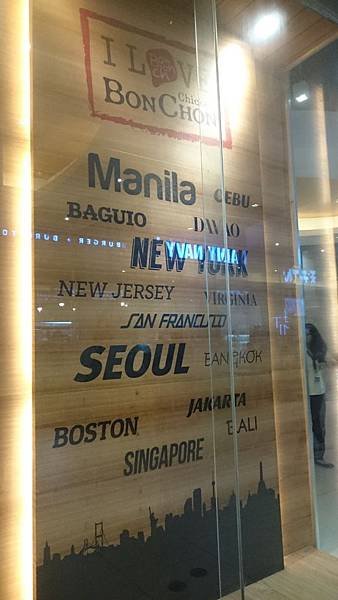 I LOVE
BONCHON
Manila CEBU
BAGUIO DAVAO
NEW YORK
NEW JERSEY VIRGINIA
SAN FRANCISCO
SEOUL BANGKOK
JAKARTA
BOSTON BALI
SINGAPORE